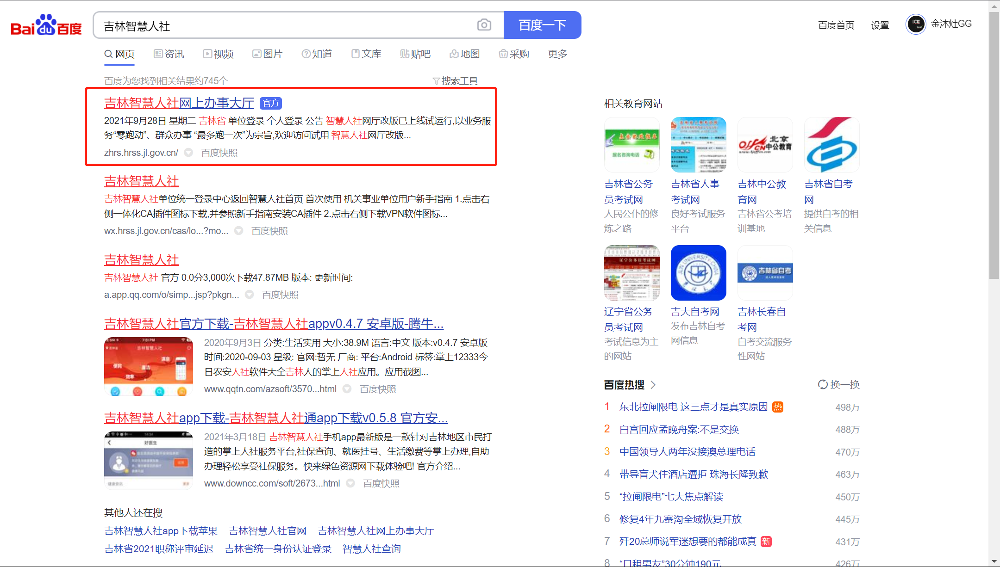 Bai du 百度
吉林智慧人社
百度一下
百度首页 设置 金沐灶GG
网页 资讯 视频 图片 知道 文库 贴吧 地图 采购 更多
百度为您找到相关结果约745个
搜索工具
吉林智慧人社网上办事大厅 官方
2021年9月28日 星期二 吉林省 单位登录 个人登录 公告 智慧人社网厅改版已上线试运行,以业务服
务“零跑动”、群众办事 “最多跑一次”为宗旨,欢迎访问试用 智慧人社网厅改版...
zhrs.hrss.jl.gov.cn/ 百度快照
吉林智慧人社
吉林智慧人社单位统一登录中心返回智慧人社首页 首次使用 机关事业单位用户新手指南 1.点击右
侧一体化CA插件图标下载,并参照新手指南安装CA插件 2.点击右侧下载VPN软件图标...
wx.hrss.jl.gov.cn/cas/lo...?mo... 百度快照
吉林智慧人社
吉林智慧人社 官方 0.0分3,000次下载47.87MB 版本: 更新时间:
a.app.qq.com/o/simp...jsp?pkgn... 百度快照
吉林智慧人社官方下载-吉林智慧人社appv0.4.7 安卓版-腾牛...
7:51 PM
吉林智慧人社
便民
效率
2020年9月3日 分类:生活实用 大小:38.9M 语言:中文 版本:v0.4.7 安卓版
时间:2020-09-03 星级: 官网:暂无 厂商: 平台:Android 标签:掌上12333今
日农安人社软件大全吉林人的掌上人社应用。应用截图...
www.qqtn.com/azsoft/3570...html 百度快照
吉林智慧人社app下载-吉林智慧人社通app下载v0.5.8 官方安...
14:34
好医生
健康资讯
更多
2021年3月18日 吉林智慧人社手机app最新版是一款针对吉林地区市民打
造的掌上人社服务平台,社保查询、就医挂号、生活缴费等掌上办理,自助
办理轻松享受社保服务。快来绿色资源网下载体验吧! 官方介绍...
www.downcc.com/soft/2673...html 百度快照
其他人还在搜
吉林智慧人社app下载苹果 吉林智慧人社官网 吉林智慧人社网上办事大厅
吉林省2021职称评审延迟 吉林省统一身份认证登录 智慧人社查询
相关教育网站
报名咨询电话
北京
中公教育
吉林省公务
员考试网
人民公仆的修
炼之路
吉林省人事
考试网
良好考试服务
平台
吉林中公教
育网
吉林省公考培
训基地
吉林省自考
网
提供自考的相
关信息
辽宁公务员考试网
JILIN UNIVERSITY CHINA
吉林省自考
辽宁省公务
员考试网
考试信息为主
的网站
吉大自考网
发布吉林自考
网信息
吉林长春自
考网
自考交流服务
性网站
百度热搜 换一换
1 东北拉闸限电 这三点才是真实原因 热 498万
2 白宫回应孟晚舟案:不是交换 488万
3 中国领导人两年没接澳总理电话 470万
4 带导盲犬住酒店遭拒 珠海长隆致歉 463万
5 “拉闸限电”七大焦点解读 450万
6 修复4年九寨沟全域恢复开放 445万
7 歼20总师说军迷想要的都能成真 新 431万
8 “日租男友”30分钟190元 426万